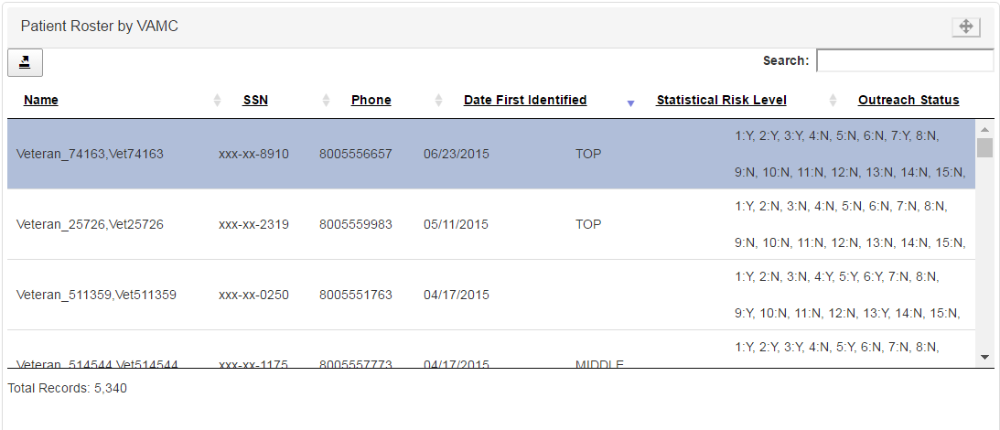 Patient Roster by VAMC
Search:
Name SSN Phone Date First Identified Statistical Risk Level Outreach Status
1:Y, 2:Y, 3:Y, 4:N, 5:N, 6:N, 7:Y, 8:N,
Veteran_74163,Vet74163 xxx-xx-8910 8005556657 06/23/2015 TOP
9:N, 10:N, 11:N, 12:N, 13:N, 14:N, 15:N,
1:Y, 2:N, 3:N, 4:N, 5:N, 6:N, 7:N, 8:N,
Veteran_25726,Vet25726 xxx-xx-2319 8005559983 05/11/2015 TOP
9:N, 10:N, 11:N, 12:N, 13:N, 14:N, 15:N,
1:Y, 2:N, 3:N, 4:Y, 5:Y, 6:Y, 7:N, 8:N,
Veteran_511359,Vet511359 xxx-xx-0250 8005551763 04/17/2015
9:Y, 10:N, 11:N, 12:N, 13:Y, 14:N, 15:N,
1:Y, 2:Y, 3:Y, 4:N, 5:Y, 6:N, 7:N, 8:N,
Veteran_514544,Vet514544 xxx-xx-1175 8005557773 04/17/2015 MIDDLE
Total Records: 5,340